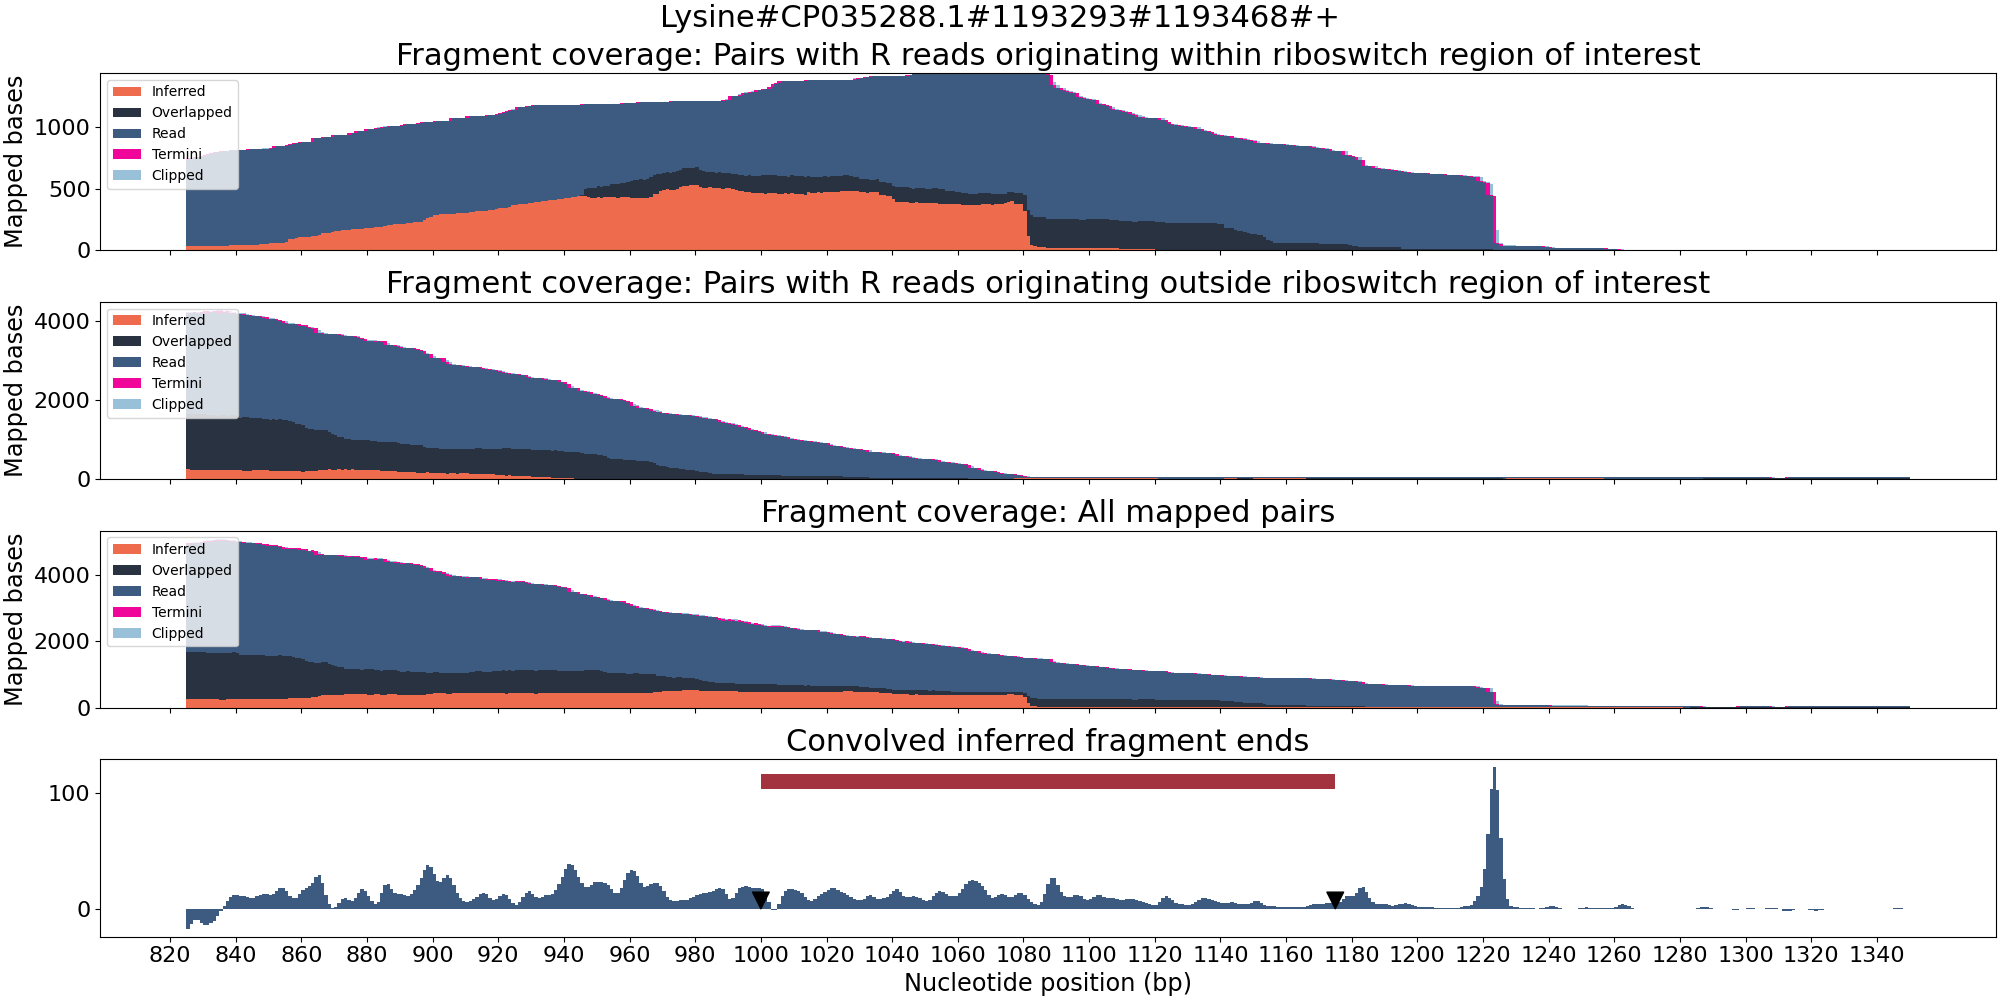 Lysine#CP035288.1#1193293#1193468#+
Fragment coverage: Pairs with R reads originating within riboswitch region of interest
Mapped bases
1000
500
0
Inferred
Overlapped
Read
Termini
Clipped
Fragment coverage: Pairs with R reads originating outside riboswitch region of interest
Mapped bases
4000
2000
0
Inferred
Overlapped
Read
Termini
Clipped
Fragment coverage: All mapped pairs
Mapped bases
4000
2000
0
Inferred
Overlapped
Read
Termini
Clipped
Convolved inferred fragment ends
100
0
820 840 860 880 900 920 940 960 980 1000 1020 1040 1060 1080 1100 1120 1140 1160 1180 1200 1220 1240 1260 1280 1300 1320 1340
Nucleotide position (bp)